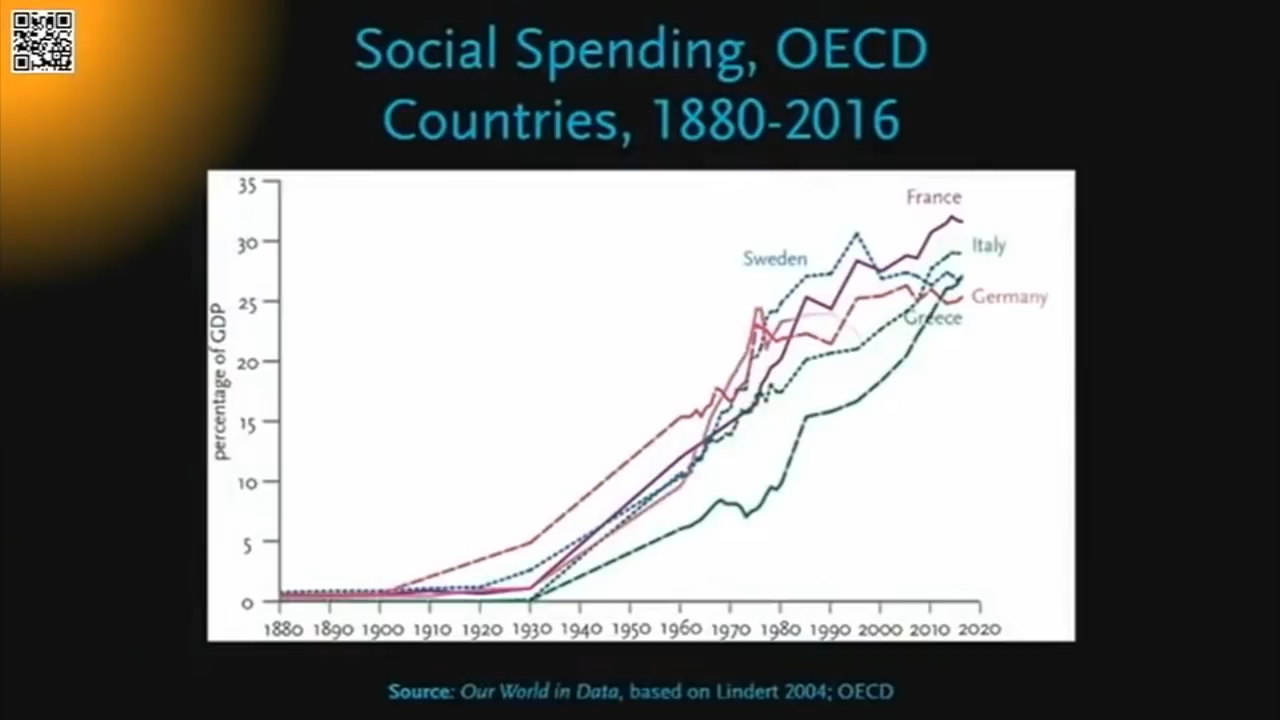 Social Spending, OECD
Countries, 1880-2016
percentage of GDP
35
30
25
20
15
10
5
0
France
Sweden
Italy
Germany
Greece
1880 1890 1900 1910 1920 1930 1940 1950 1960 1970 1980 1990 2000 2010 2020
Source: Our World in Data, based on Lindert 2004; OECD